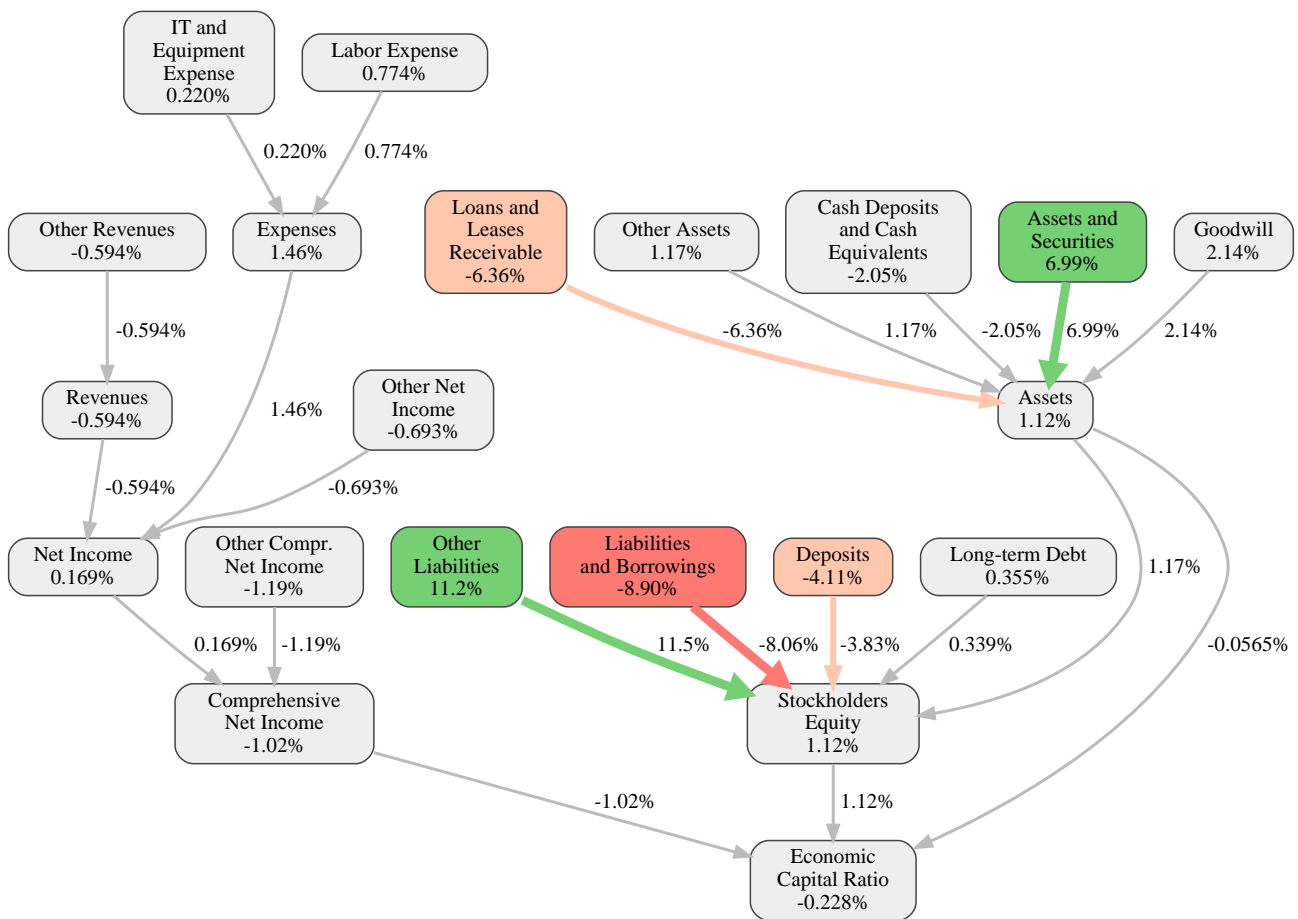 IT and
Equipment
Expense
0.220%
Labor Expense
0.774%
0.220%
0.774%
Other Revenues
-0.594%
Expenses
1.46%
Loans and
Leases
Receivable
-6.36%
Other Assets
1.17%
Cash Deposits
and Cash
Equivalents
-2.05%
Assets and
Securities
6.99%
Goodwill
2.14%
-0.594%
-6.36%
1.17%
-2.05%
6.99%
2.14%
Revenues
-0.594%
1.46%
Other Net
Income
-0.693%
Assets
1.12%
-0.594%
-0.693%
Net Income
0.169%
Other Compr.
Net Income
-1.19%
Other
Liabilities
11.2%
Liabilities
and Borrowings
-8.90%
Deposits
-4.11%
Long-term Debt
0.355%
1.17%
0.169%
-1.19%
11.5%
-8.06%
-3.83%
0.339%
-0.0565%
Comprehensive
Net Income
-1.02%
Stockholders
Equity
1.12%
-1.02%
1.12%
Economic
Capital Ratio
-0.228%